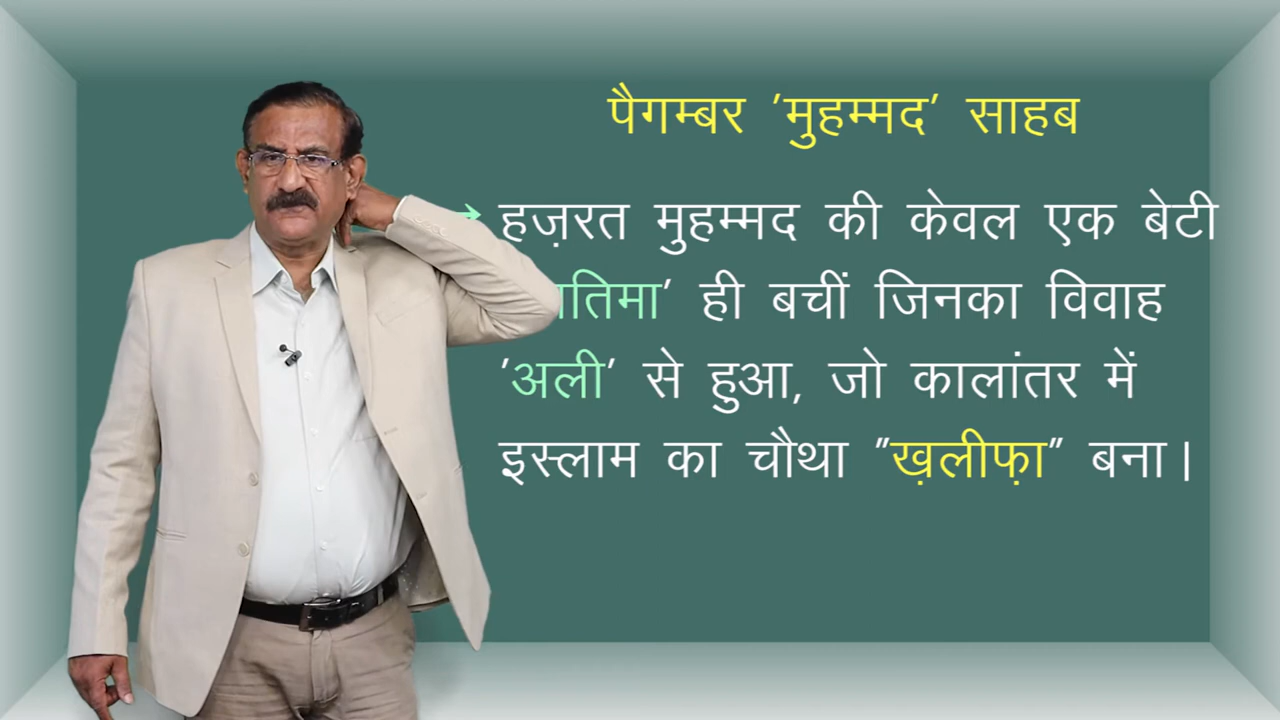 पैगम्बर 'मुहम्मद' साहब
→ हज़रत मुहम्मद की केवल एक बेटी
ही बचीं जिनका विवाह
'अली' से हुआ, जो कालांतर में
इस्लाम का चौथा "ख़लीफ़ा" बना।